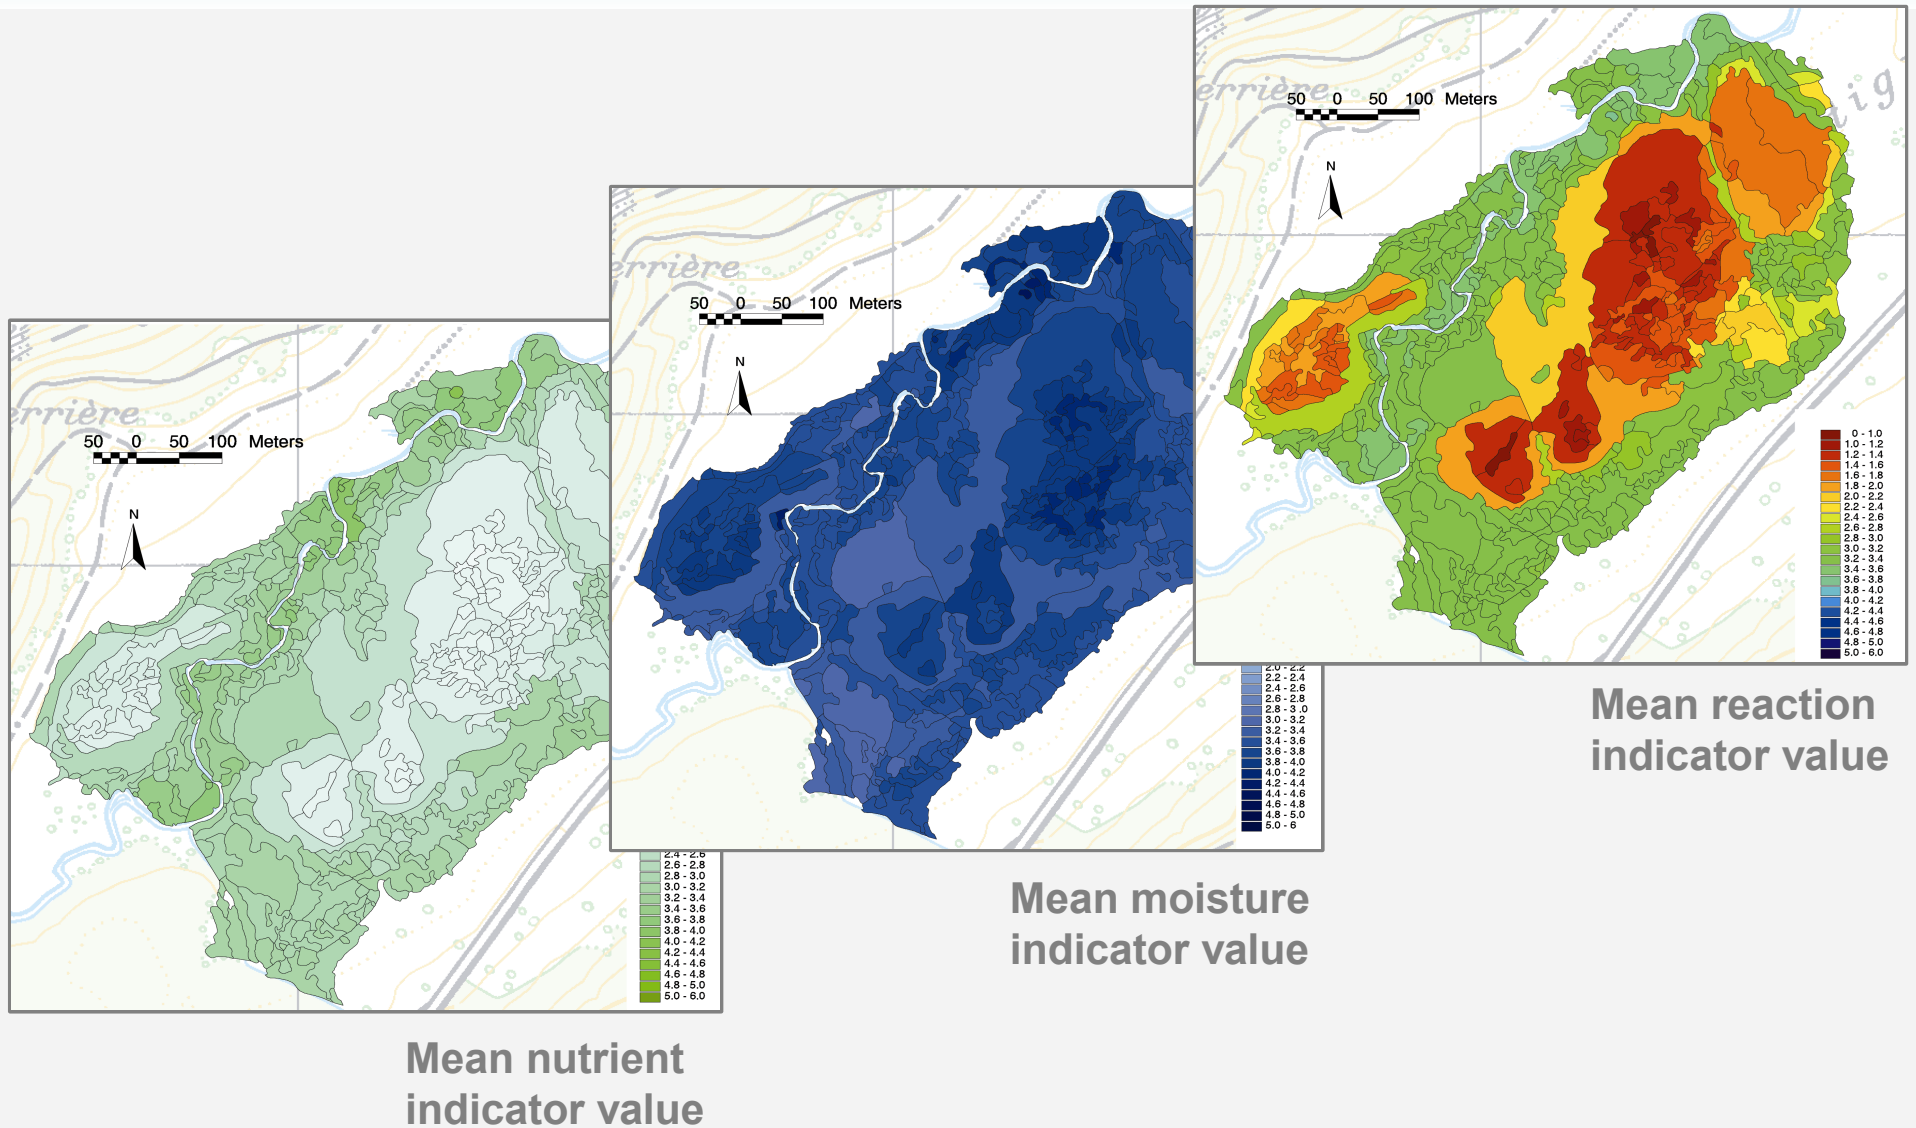 errière
50 0 50 100 Meters
N
2.4 - 2.6
2.6 - 2.8
2.8 - 3.0
3.0 - 3.2
3.2 - 3.4
3.4 - 3.6
3.6 - 3.8
3.8 - 4.0
4.0 - 4.2
4.2 - 4.4
4.4 - 4.6
4.6 - 4.8
4.8 - 5.0
5.0 - 6.0
Mean nutrient
indicator value
errière
50 0 50 100 Meters
N
2.0 - 2.2
2.2 - 2.4
2.4 - 2.6
2.6 - 2.8
2.8 - 3.0
3.0 - 3.2
3.2 - 3.4
3.4 - 3.6
3.6 - 3.8
3.8 - 4.0
4.0 - 4.2
4.2 - 4.4
4.4 - 4.6
4.6 - 4.8
4.8 - 5.0
5.0 - 6
Mean moisture
indicator value
errière
50 0 50 100 Meters
N
ig
0 - 1.0
1.0 - 1.2
1.2 - 1.4
1.4 - 1.6
1.6 - 1.8
1.8 - 2.0
2.0 - 2.2
2.2 - 2.4
2.4 - 2.6
2.6 - 2.8
2.8 - 3.0
3.0 - 3.2
3.2 - 3.4
3.4 - 3.6
3.6 - 3.8
3.8 - 4.0
4.0 - 4.2
4.2 - 4.4
4.4 - 4.6
4.6 - 4.8
4.8 - 5.0
5.0 - 6.0
Mean reaction
indicator value